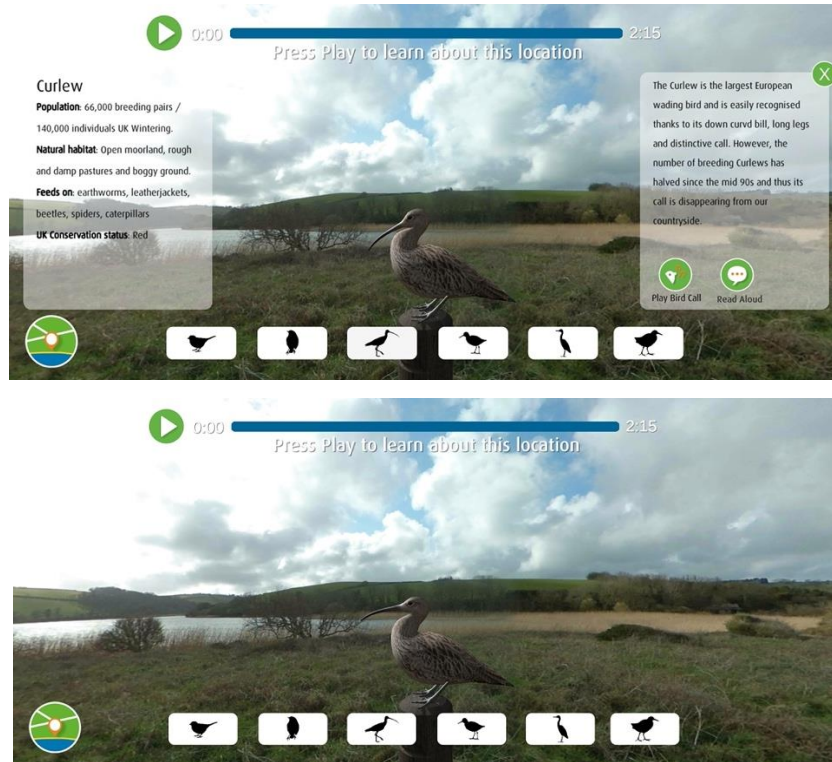 0:00 2:15
Press Play to learn about this location
Curlew
Population: 66,000 breeding pairs /
140,000 individuals UK Wintering.
Natural habitat: Open moorland, rough
and damp pastures and boggy ground.
Feeds on: earthworms, leatherjackets,
beetles, spiders, caterpillars
UK Conservation status: Red
X
The Curlew is the largest European
wading bird and is easily recognised
thanks to its down curvd bill, long legs
and distinctive call. However, the
number of breeding Curlews has
halved since the mid 90s and thus its
call is disappearing from our
countryside.
Play Bird Call Read Aloud
0:00 2:15
Press Play to learn about this location